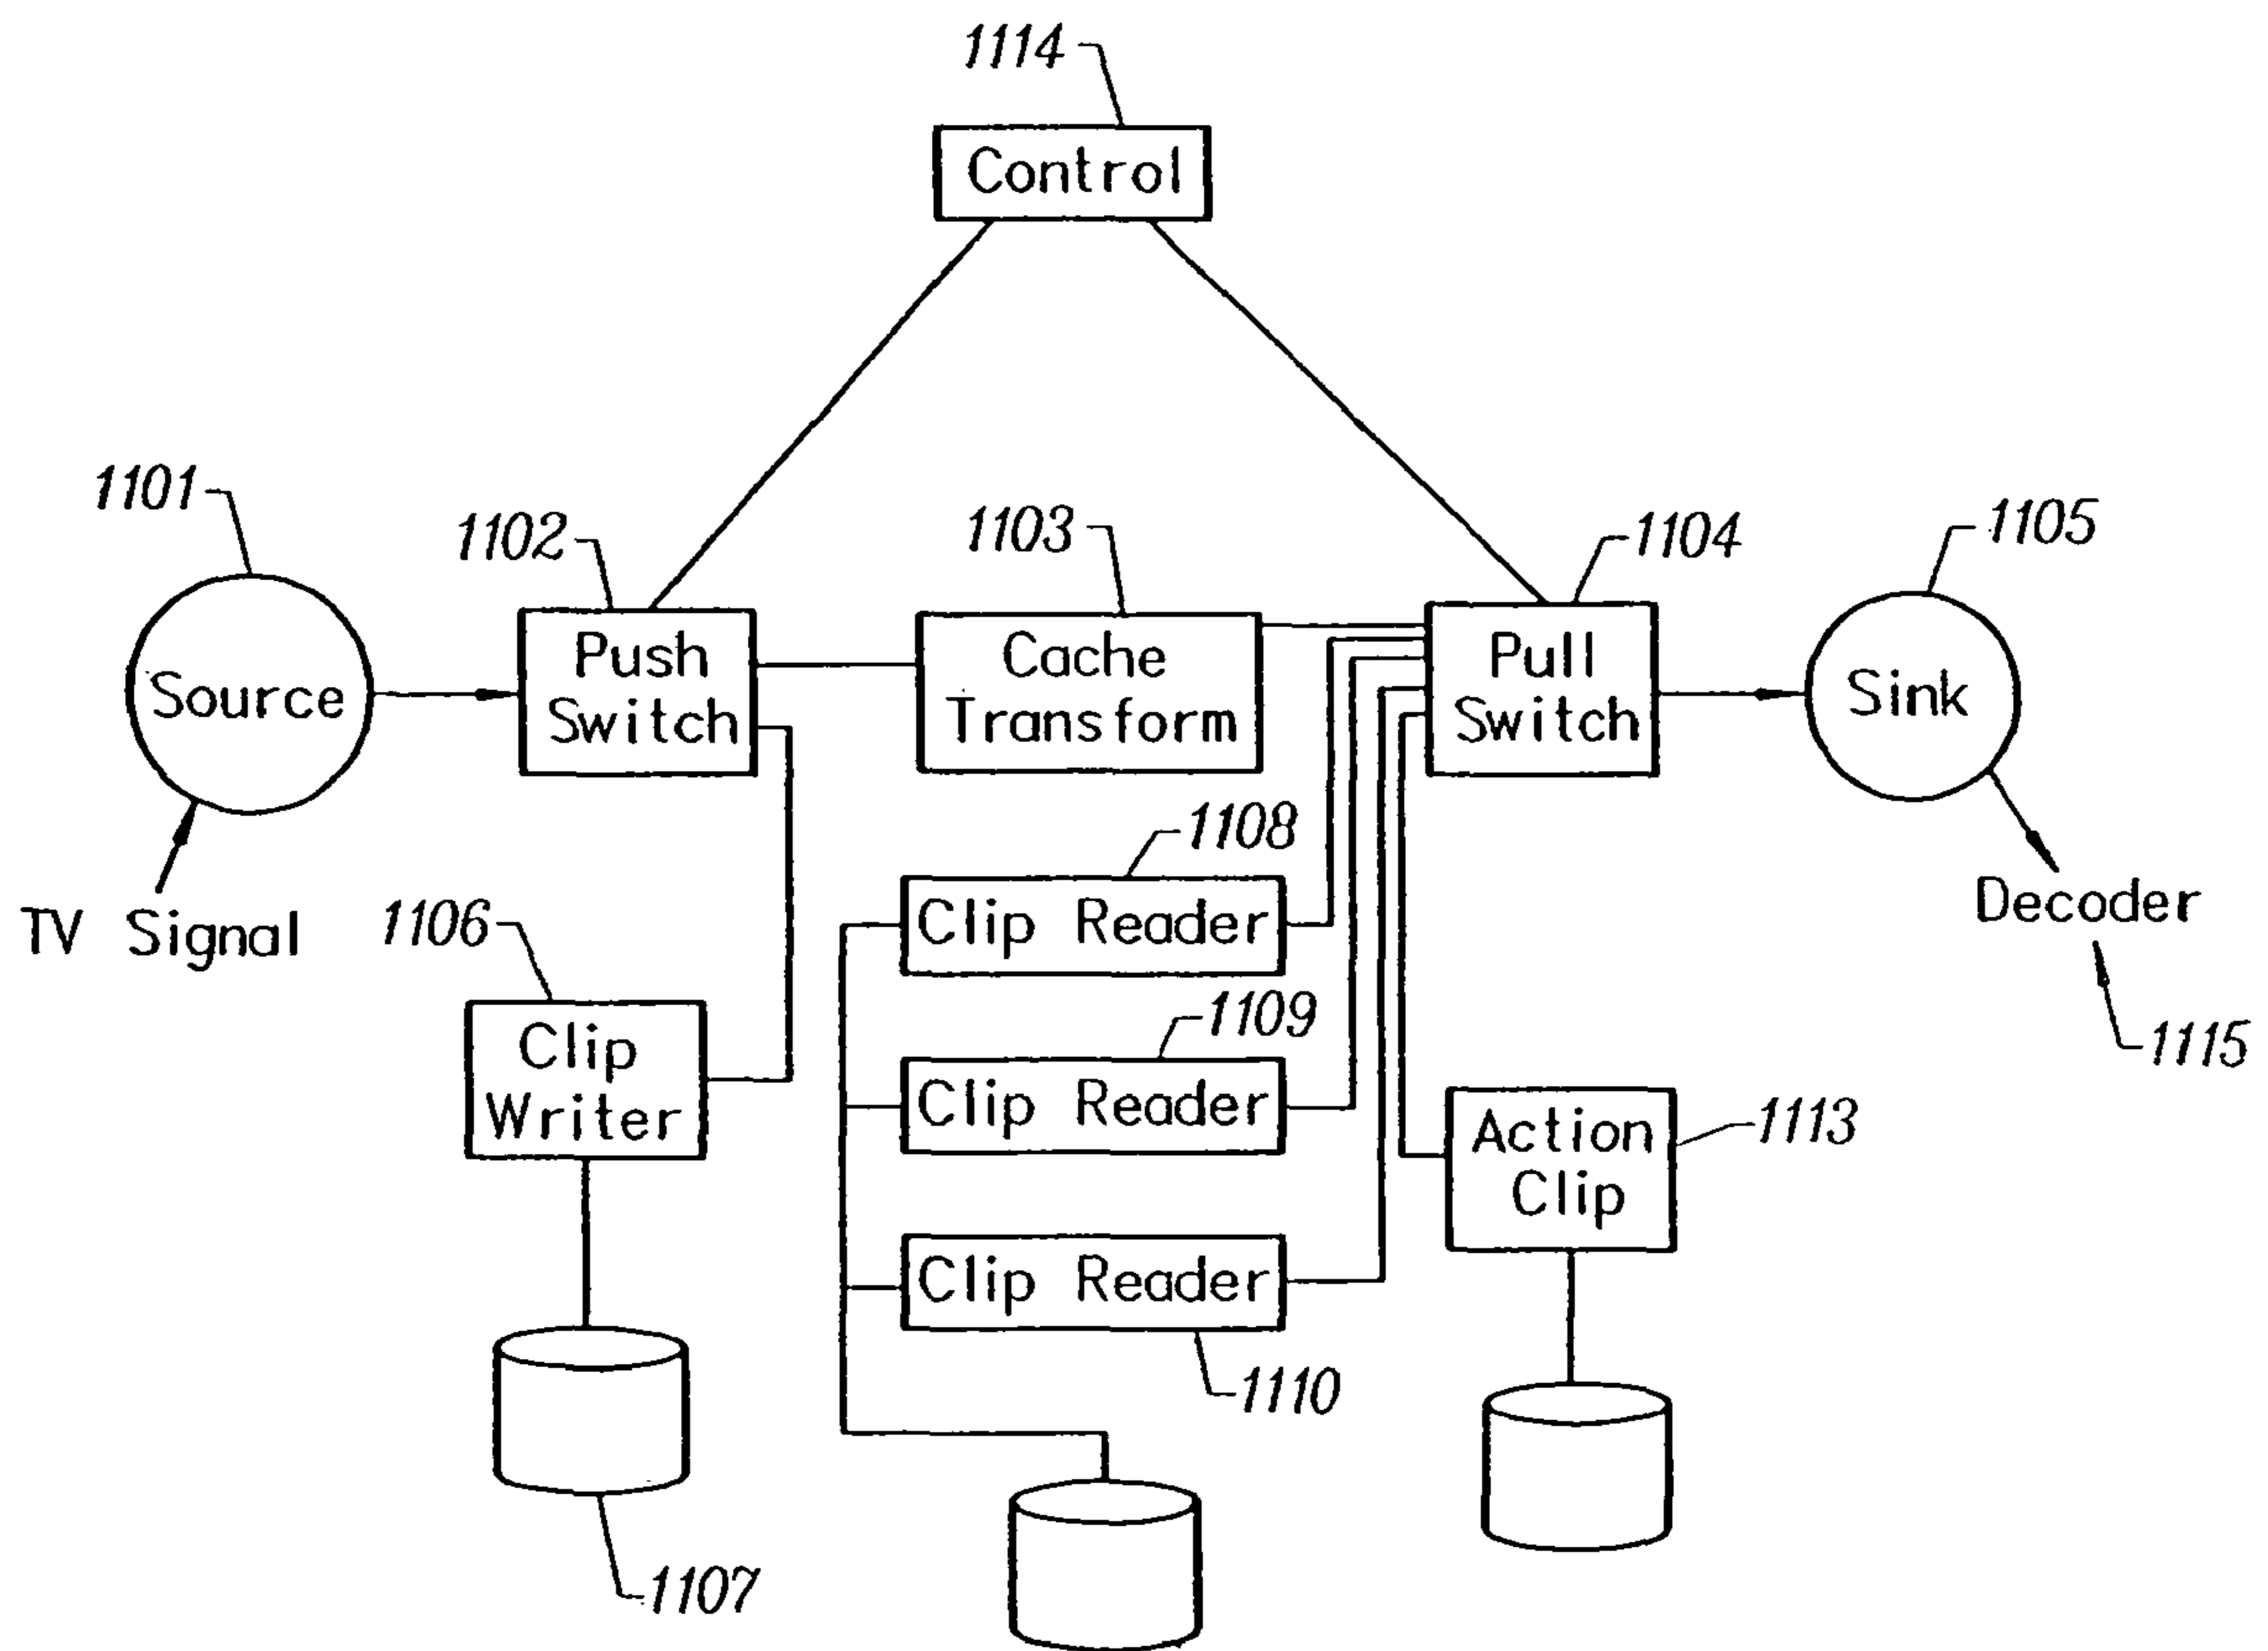 1114
Control
1101
1102
1103
1104
1105
Source
Push
Switch
Cache
Transform
Pull
Switch
Sink
TV Signal
1106
Clip
Writer
1107
1108
Clip Reader
1109
Clip Reader
Clip Reader
1110
Action
Clip
1113
Decoder
1115